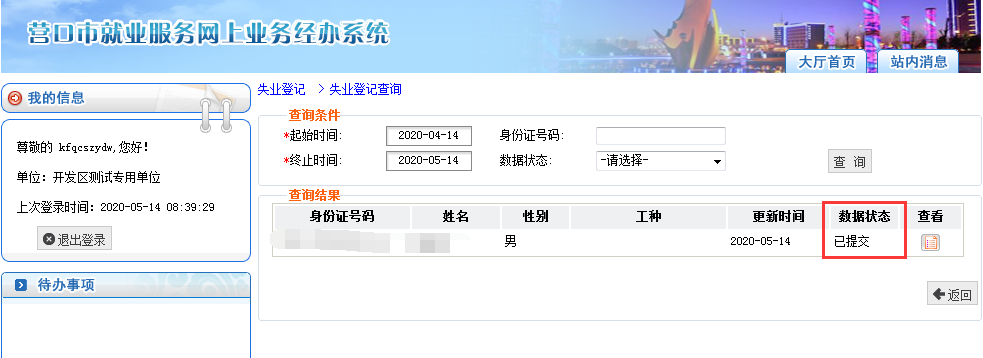 营口市就业服务网上业务经办系统
大厅首页 站内消息
我的信息
尊敬的 kfqcszydw,您好！
单位：开发区测试专用单位
上次登录时间：2020-05-14 08:39:29
退出登录
待办事项
失业登记 > 失业登记查询
查询条件
*起始时间: 2020-04-14 身份证号码:
*终止时间: 2020-05-14 数据状态: -请选择-
查 询
查询结果
身份证号码 姓名 性别 工种 更新时间 数据状态 查看
男 2020-05-14 已提交
返回